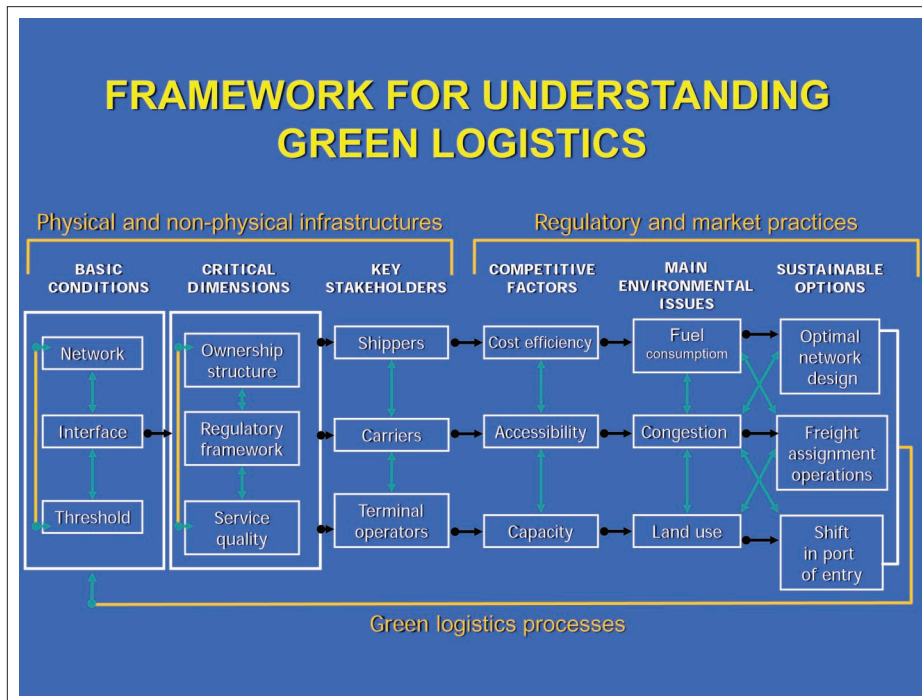 FRAMEWORK FOR UNDERSTANDING
GREEN LOGISTICS
Physical and non-physical infrastructures
Regulatory and market practices
BASIC
CONDITIONS
CRITICAL
DIMENSIONS
KEY
STAKEHOLDERS
COMPETITIVE
FACTORS
MAIN
ENVIRONMENTAL
ISSUES
SUSTAINABLE
OPTIONS
Network
Ownership
structure
Shippers
Cost efficiency
Fuel
consumptiom
Optimal
network
design
Interface
Regulatory
framework
Carriers
Accessibility
Congestion
Freight
assignment
operations
Threshold
Service
quality
Terminal
operators
Capacity
Land use
Shift
in port
of entry
Green logistics processes